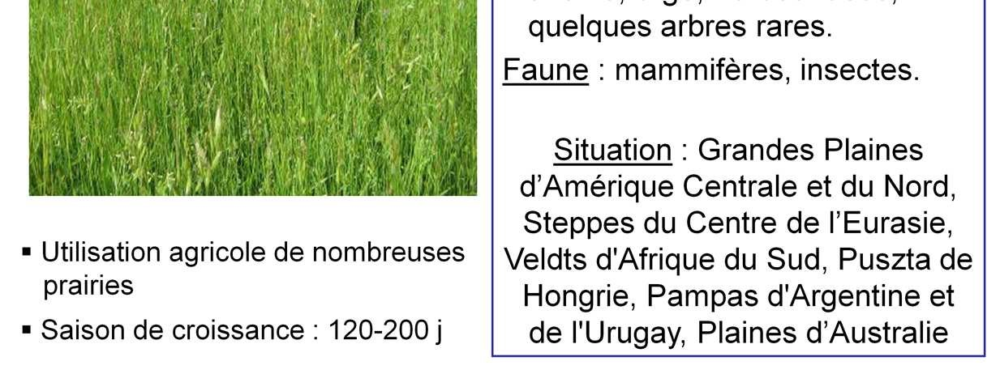 quelques arbres rares.
Faune : mammifères, insectes.
Situation : Grandes Plaines
d’Amérique Centrale et du Nord,
Steppes du Centre de l’Eurasie,
Veldts d'Afrique du Sud, Puszta de
Hongrie, Pampas d'Argentine et
de l'Urugay, Plaines d’Australie
▪ Utilisation agricole de nombreuses
prairies
▪ Saison de croissance : 120-200 j